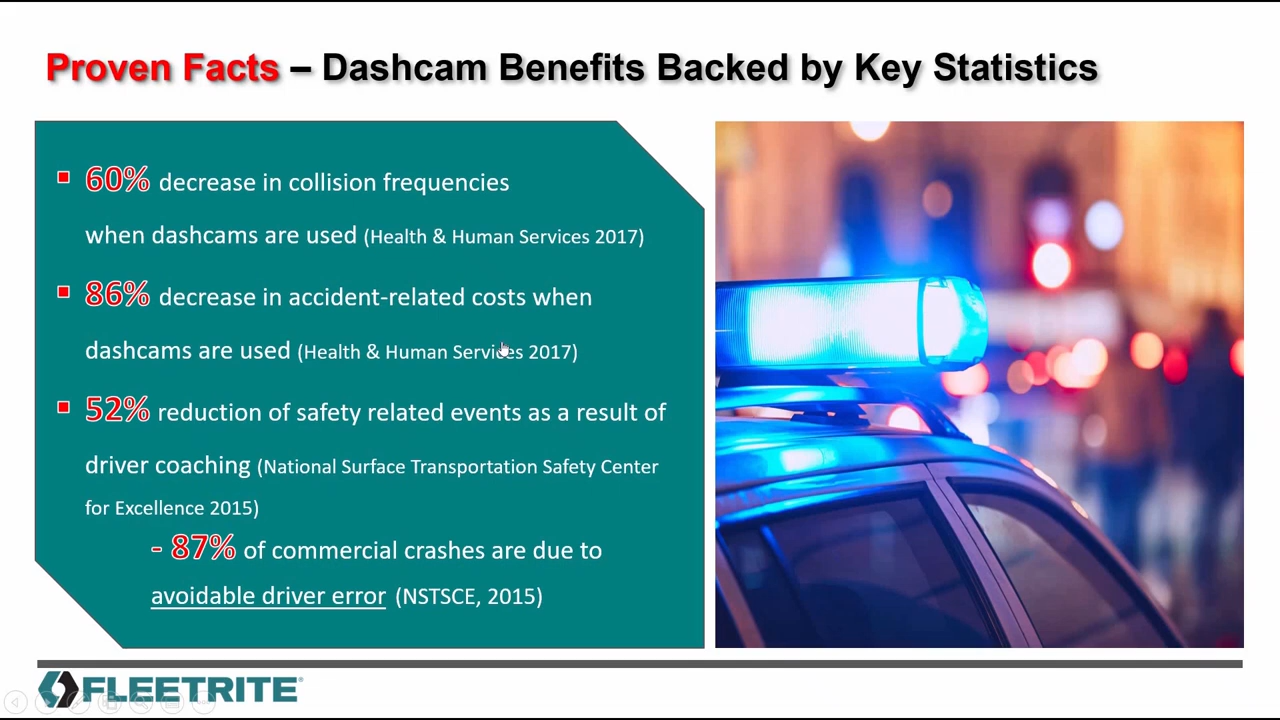 Proven Facts – Dashcam Benefits Backed by Key Statistics
60% decrease in collision frequencies
when dashcams are used (Health & Human Services 2017)
86% decrease in accident-related costs when
dashcams are used (Health & Human Services 2017)
52% reduction of safety related events as a result of
driver coaching (National Surface Transportation Safety Center
for Excellence 2015)
- 87% of commercial crashes are due to
avoidable driver error (NSTSCE, 2015)
FLEETRITE®